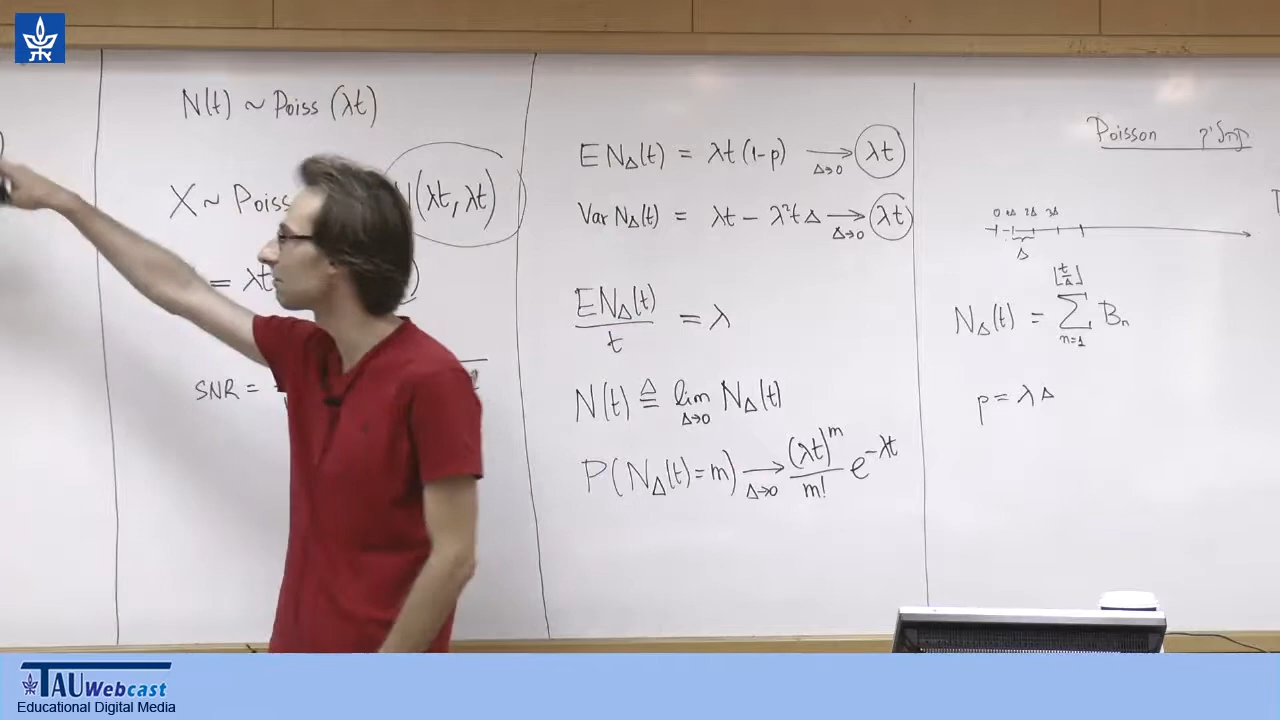 N(t) ~ Poiss (λt)
X ~ Poiss N(λt, λt)
= λt
SNR =
E N_Δ(t) = λt (1-p) →_{Δ→0} λt
Var N_Δ(t) = λt - λ²t Δ →_{Δ→0} λt
E N_Δ(t) / t = λ
N(t) ≜ lim_{Δ→0} N_Δ(t)
P(N_Δ(t)=m) →_{Δ→0} (λt)^m / m! e^{-λt}
Poisson תהליך
0 Δ 2Δ 3Δ
Δ
N_Δ(t) = Σ_{n=1}^{⌊t/Δ⌋} B_n
p = λΔ
TAU Webcast
Educational Digital Media